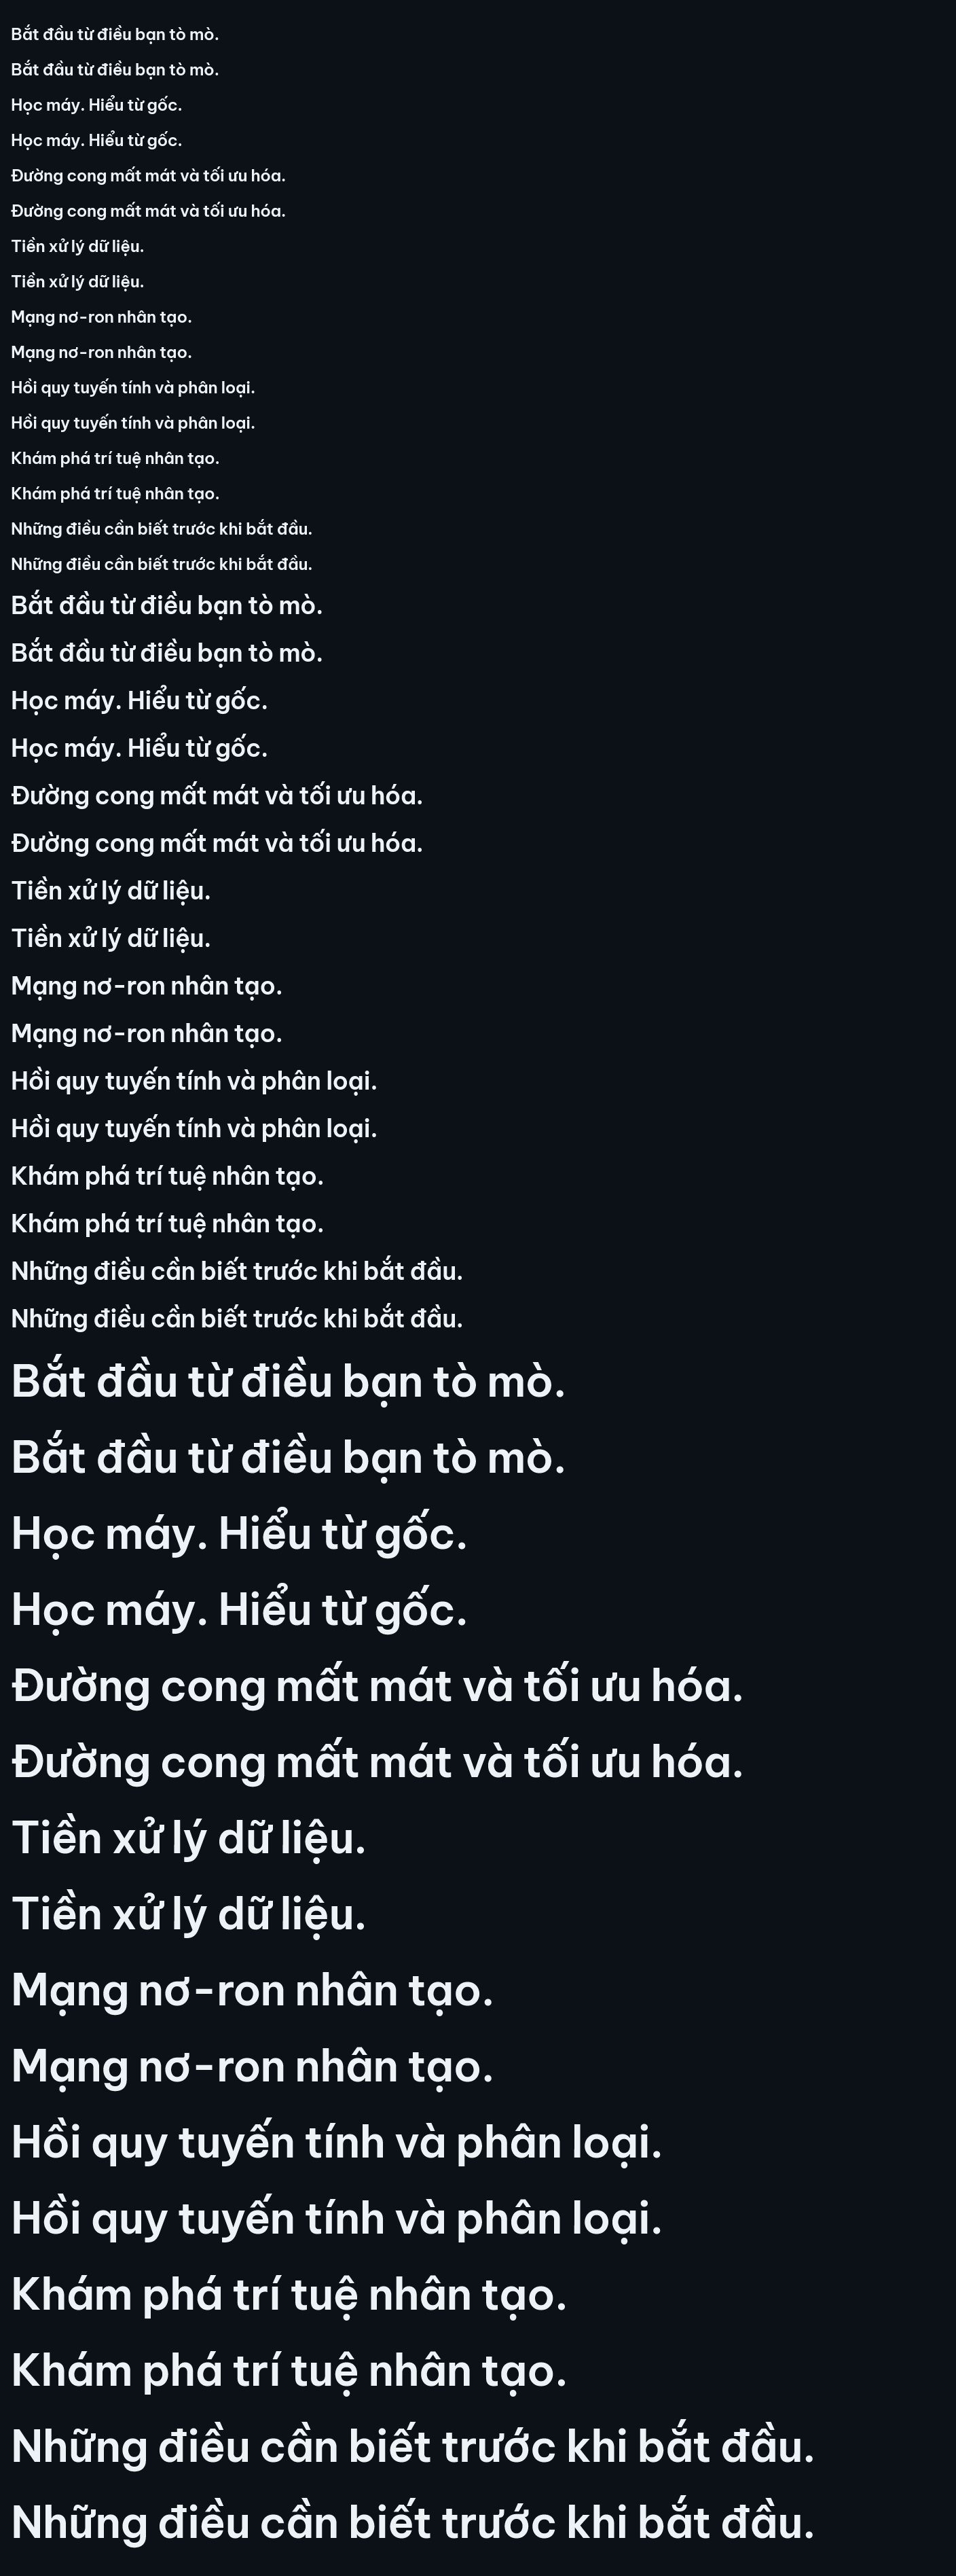 Bắt đầu từ điều bạn tò mò.
Bắt đầu từ điều bạn tò mò.
Học máy. Hiểu từ gốc.
Học máy. Hiểu từ gốc.
Đường cong mất mát và tối ưu hóa.
Đường cong mất mát và tối ưu hóa.
Tiền xử lý dữ liệu.
Tiền xử lý dữ liệu.
Mạng nơ-ron nhân tạo.
Mạng nơ-ron nhân tạo.
Hồi quy tuyến tính và phân loại.
Hồi quy tuyến tính và phân loại.
Khám phá trí tuệ nhân tạo.
Khám phá trí tuệ nhân tạo.
Những điều cần biết trước khi bắt đầu.
Những điều cần biết trước khi bắt đầu.
Bắt đầu từ điều bạn tò mò.
Bắt đầu từ điều bạn tò mò.
Học máy. Hiểu từ gốc.
Học máy. Hiểu từ gốc.
Đường cong mất mát và tối ưu hóa.
Đường cong mất mát và tối ưu hóa.
Tiền xử lý dữ liệu.
Tiền xử lý dữ liệu.
Mạng nơ-ron nhân tạo.
Mạng nơ-ron nhân tạo.
Hồi quy tuyến tính và phân loại.
Hồi quy tuyến tính và phân loại.
Khám phá trí tuệ nhân tạo.
Khám phá trí tuệ nhân tạo.
Những điều cần biết trước khi bắt đầu.
Những điều cần biết trước khi bắt đầu.
Bắt đầu từ điều bạn tò mò.
Bắt đầu từ điều bạn tò mò.
Học máy. Hiểu từ gốc.
Học máy. Hiểu từ gốc.
Đường cong mất mát và tối ưu hóa.
Đường cong mất mát và tối ưu hóa.
Tiền xử lý dữ liệu.
Tiền xử lý dữ liệu.
Mạng nơ-ron nhân tạo.
Mạng nơ-ron nhân tạo.
Hồi quy tuyến tính và phân loại.
Hồi quy tuyến tính và phân loại.
Khám phá trí tuệ nhân tạo.
Khám phá trí tuệ nhân tạo.
Những điều cần biết trước khi bắt đầu.
Những điều cần biết trước khi bắt đầu.